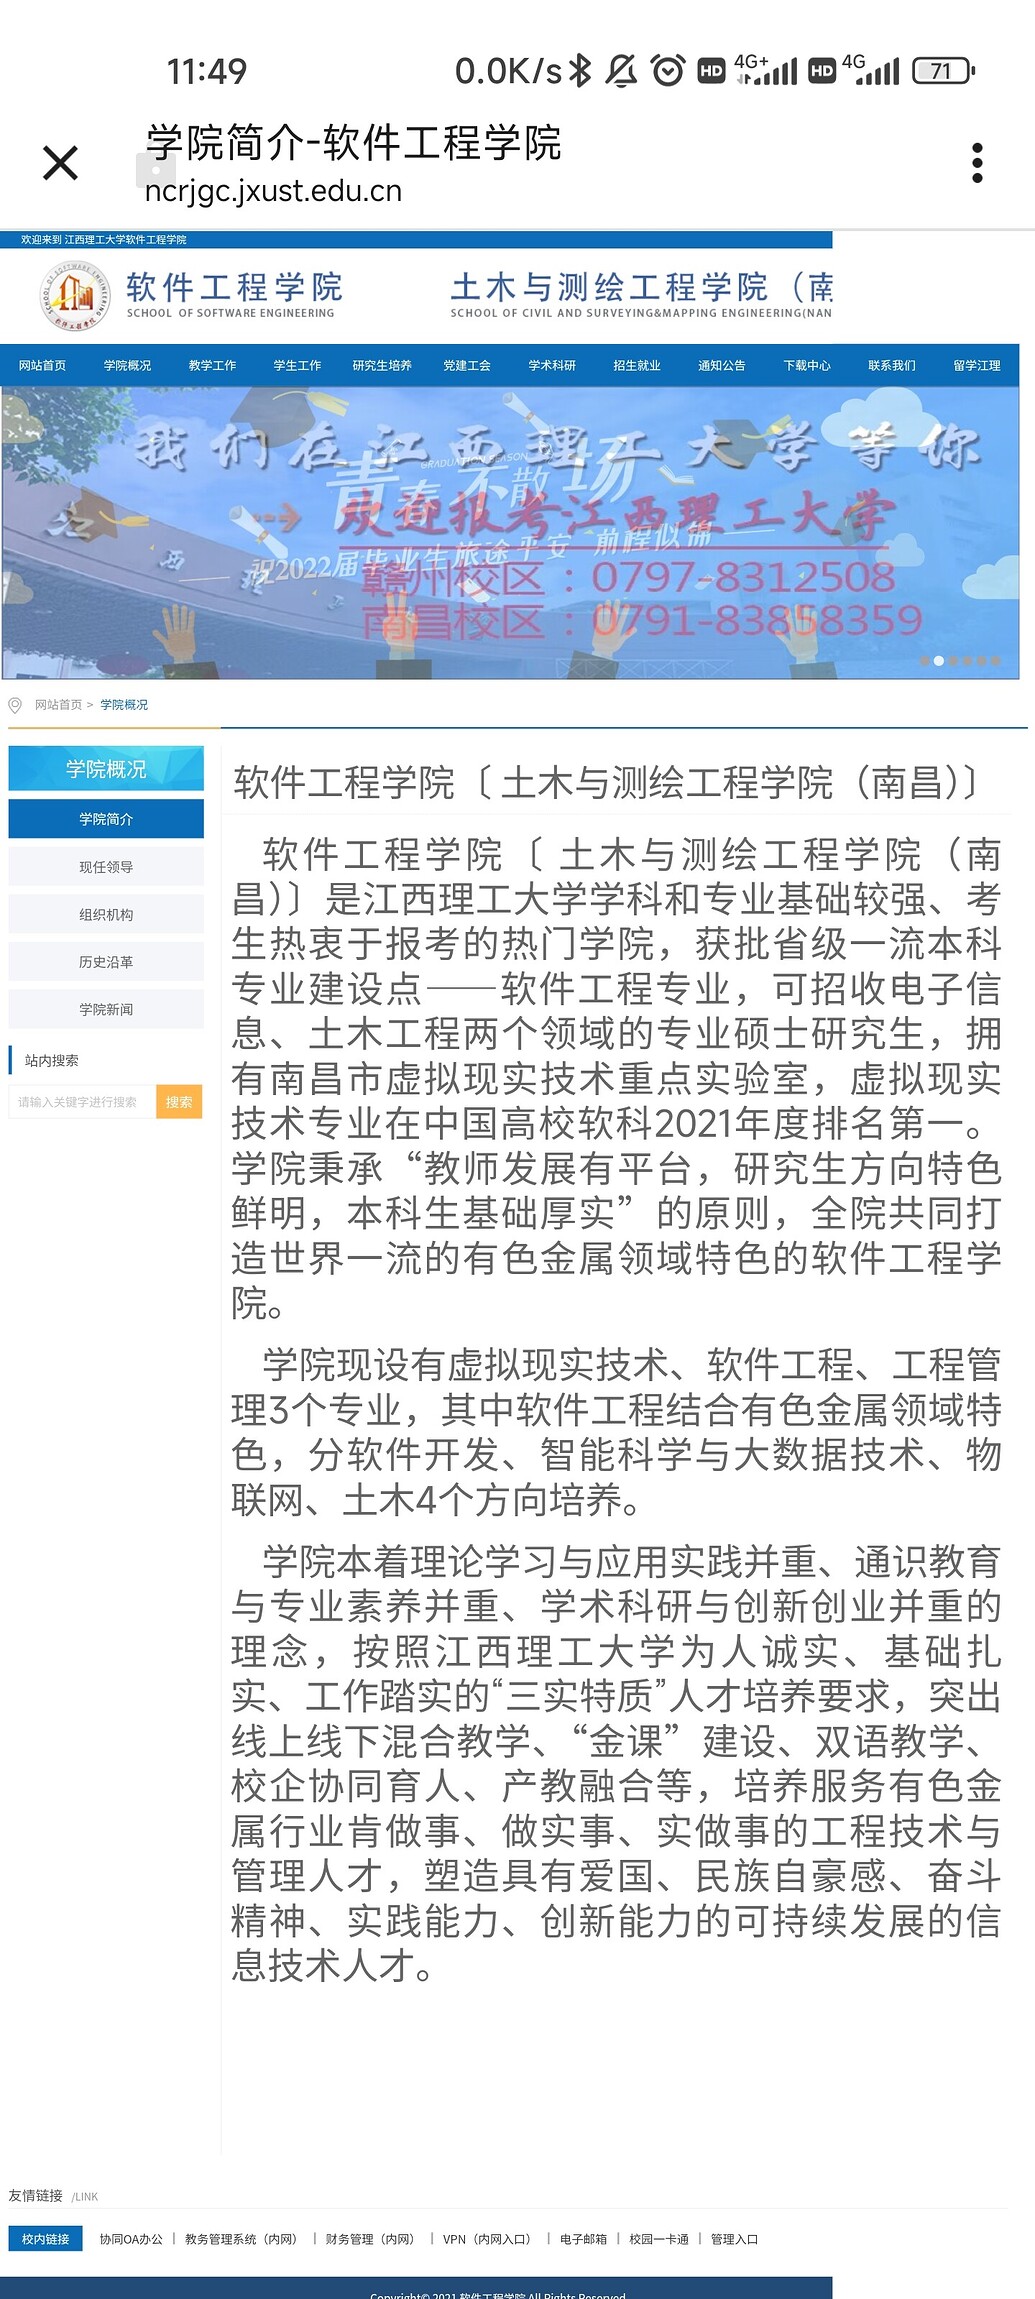 11:49
0.0K/s
HD
4G+
HD
4G
71
学院简介-软件工程学院
ncrjgc.jxust.edu.cn
欢迎来到 江西理工大学软件工程学院
软件工程学院
SCHOOL OF SOFTWARE ENGINEERING
土木与测绘工程学院（南
SCHOOL OF CIVIL AND SURVEYING&MAPPING ENGINEERING(NAN
网站首页 学院概况 教学工作 学生工作 研究生培养 党建工会 学术科研 招生就业 通知公告 下载中心 联系我们 留学江理
我们在江西理工大学等你
GRADUATION SEASON
青春不散场
欢迎报考江西理工大学
祝2022届毕业生旅途平安 前程似锦
赣州校区：0797-8312508
南昌校区：0791-83858359
网站首页 > 学院概况
学院概况
学院简介
现任领导
组织机构
历史沿革
学院新闻
站内搜索
请输入关键字进行搜索
搜索
软件工程学院〔 土木与测绘工程学院（南昌）〕
软件工程学院〔 土木与测绘工程学院（南
昌）〕是江西理工大学学科和专业基础较强、考
生热衷于报考的热门学院，获批省级一流本科
专业建设点——软件工程专业，可招收电子信
息、土木工程两个领域的专业硕士研究生，拥
有南昌市虚拟现实技术重点实验室，虚拟现实
技术专业在中国高校软科2021年度排名第一。
学院秉承“教师发展有平台，研究生方向特色
鲜明，本科生基础厚实”的原则，全院共同打
造世界一流的有色金属领域特色的软件工程学
院。
学院现设有虚拟现实技术、软件工程、工程管
理3个专业，其中软件工程结合有色金属领域特
色，分软件开发、智能科学与大数据技术、物
联网、土木4个方向培养。
学院本着理论学习与应用实践并重、通识教育
与专业素养并重、学术科研与创新创业并重的
理念，按照江西理工大学为人诚实、基础扎
实、工作踏实的“三实特质”人才培养要求，突出
线上线下混合教学、“金课”建设、双语教学、
校企协同育人、产教融合等，培养服务有色金
属行业肯做事、做实事、实做事的工程技术与
管理人才，塑造具有爱国、民族自豪感、奋斗
精神、实践能力、创新能力的可持续发展的信
息技术人才。
友情链接 /LINK
校内链接 协同OA办公 | 教务管理系统（内网） | 财务管理（内网） | VPN（内网入口） | 电子邮箱 | 校园一卡通 | 管理入口
Copyright© 2021 软件工程学院 All Rights Reserved